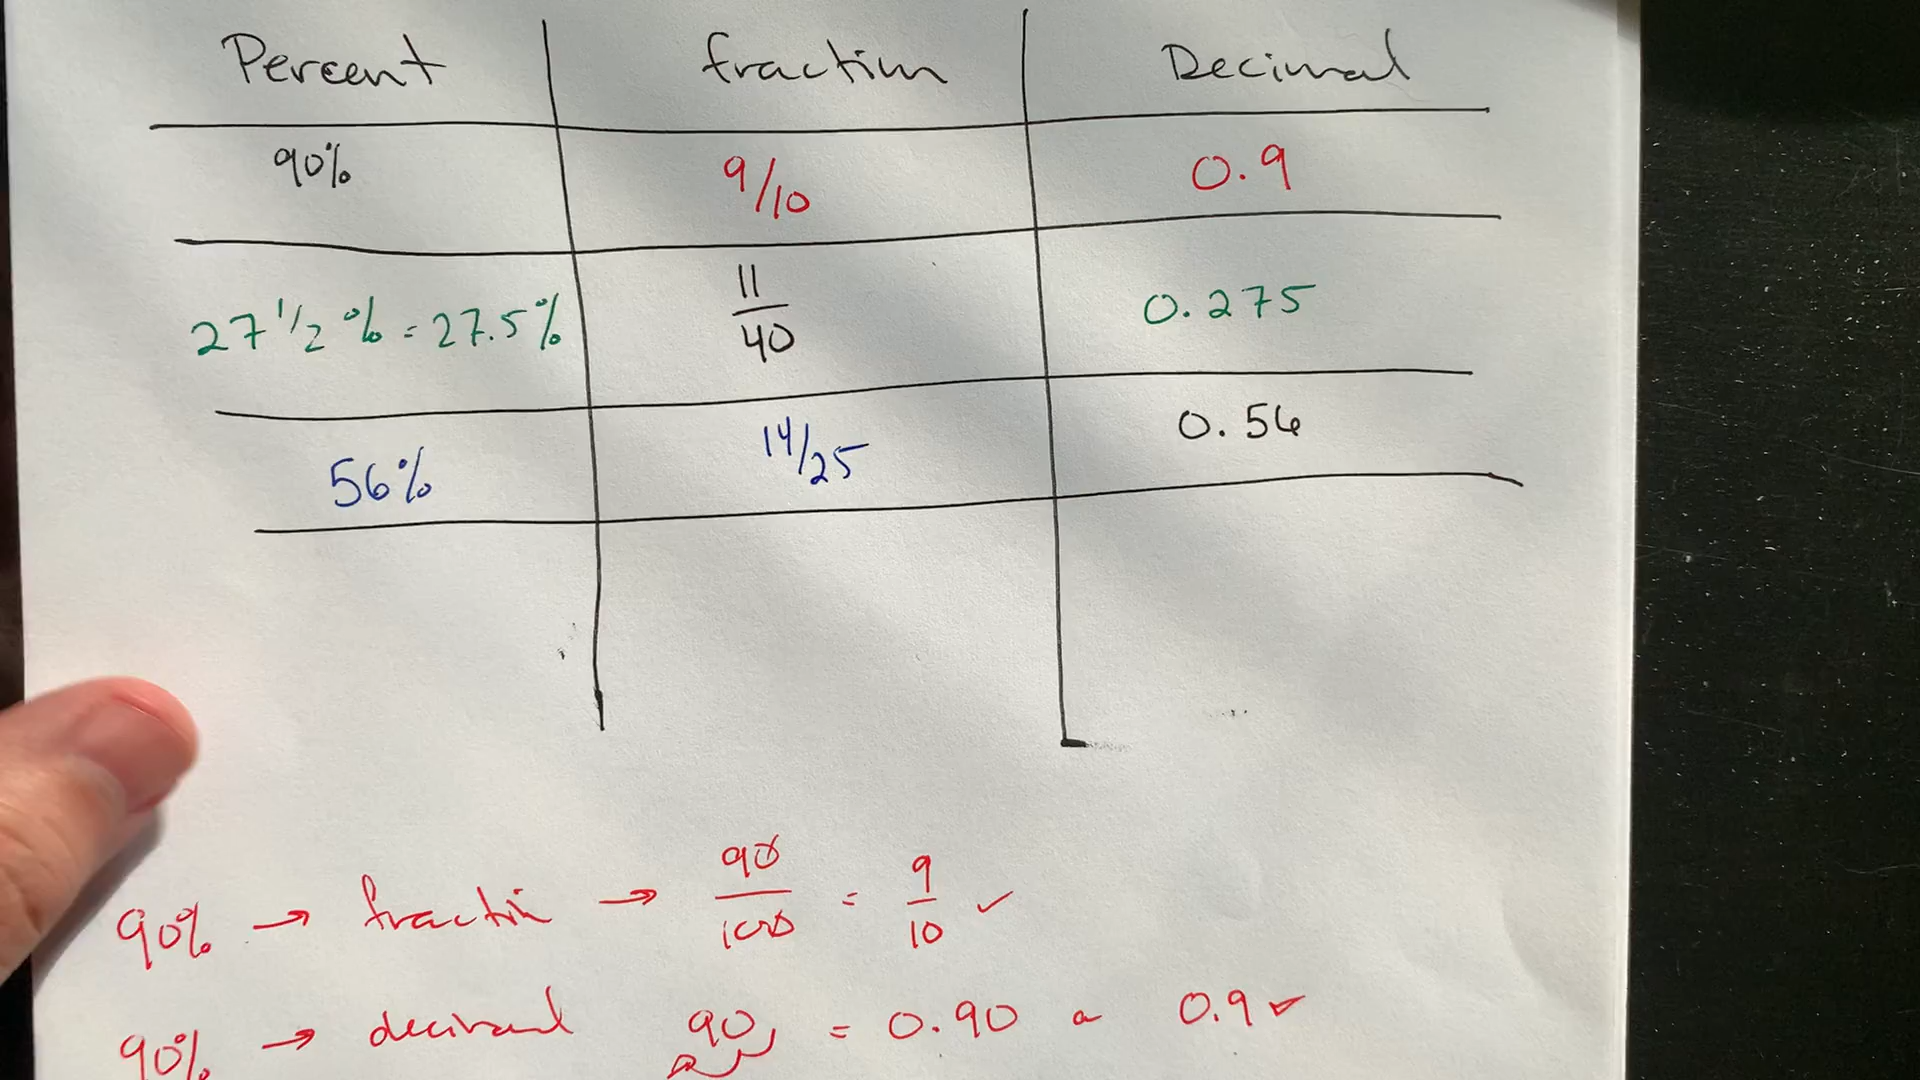 Percent fraction Decimal
90% 9/10 0.9
27 1/2 % = 27.5% 11/40 0.275
56% 14/25 0.56
90% → fraction → 90/100 = 9/10 ✓
90% → decimal 90, = 0.90 or 0.9 ✓